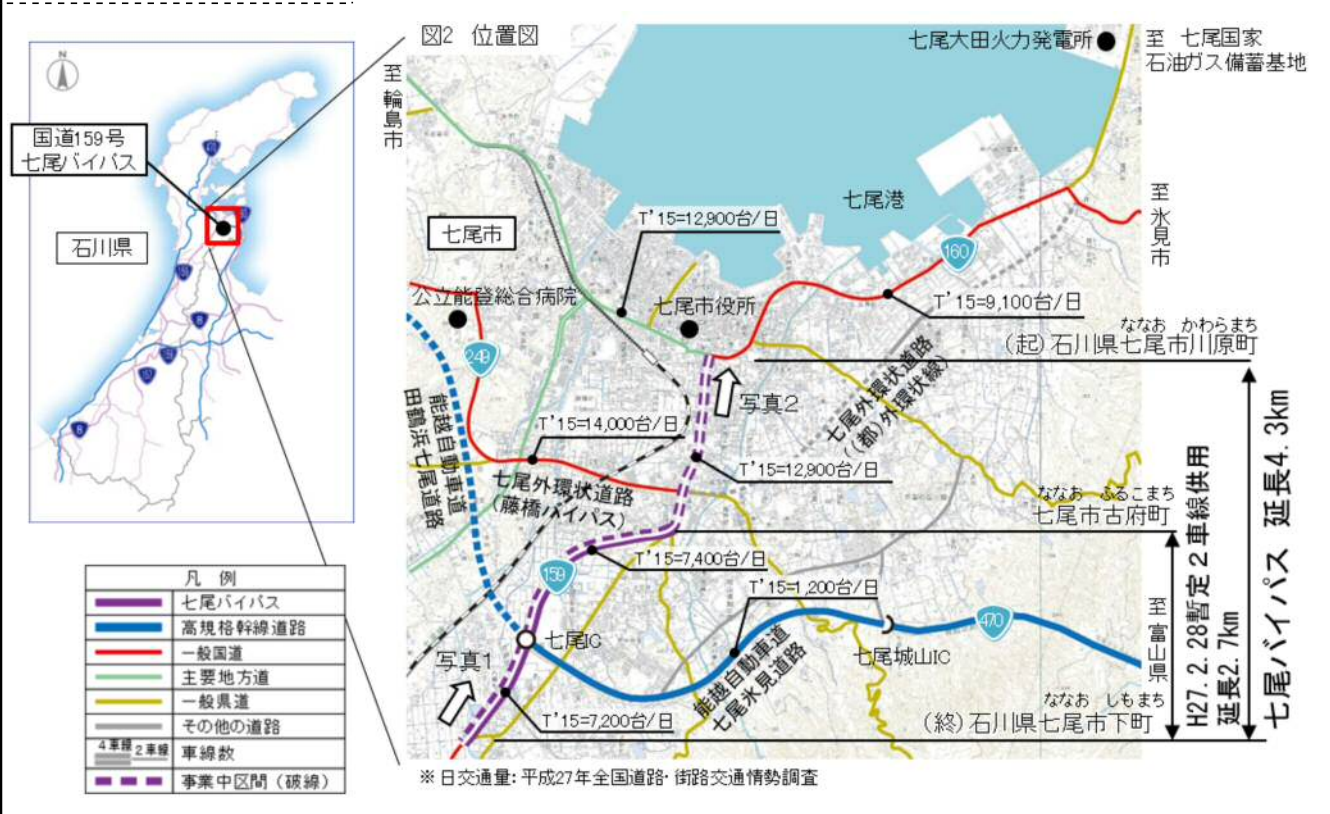 図2 位置図
N
国道159号
七尾バイパス
石川県
8
8
至 輪島市
七尾大田火力発電所
至 七尾国家
石油ガス備蓄基地
七尾港
至 氷見市
T'15=12,900台/日
七尾市
160
公立能登総合病院
七尾市役所
T'15=9,100台/日
ななお かわらまち
(起)石川県七尾市川原町
249
写真2
七尾外環状道路
((都)外環状線)
能越自動車道
田鶴浜七尾道路
T'15=14,000台/日
T'15=12,900台/日
七尾外環状道路
(藤橋バイパス)
ななお ふるこまち
七尾市古府町
T'15=7,400台/日
159
T'15=1,200台/日
470
至 富山県
七尾IC
七尾城山IC
能越自動車道
七尾氷見道路
写真1
T'15=7,200台/日
ななお しもまち
(終)石川県七尾市下町
H27.2.28暫定2車線供用
延長2.7km
七尾バイパス 延長4.3km
凡 例
七尾バイパス
高規格幹線道路
一般国道
主要地方道
一般県道
その他の道路
4車線 2車線 車線数
事業中区間(破線)
※日交通量:平成27年全国道路・街路交通情勢調査